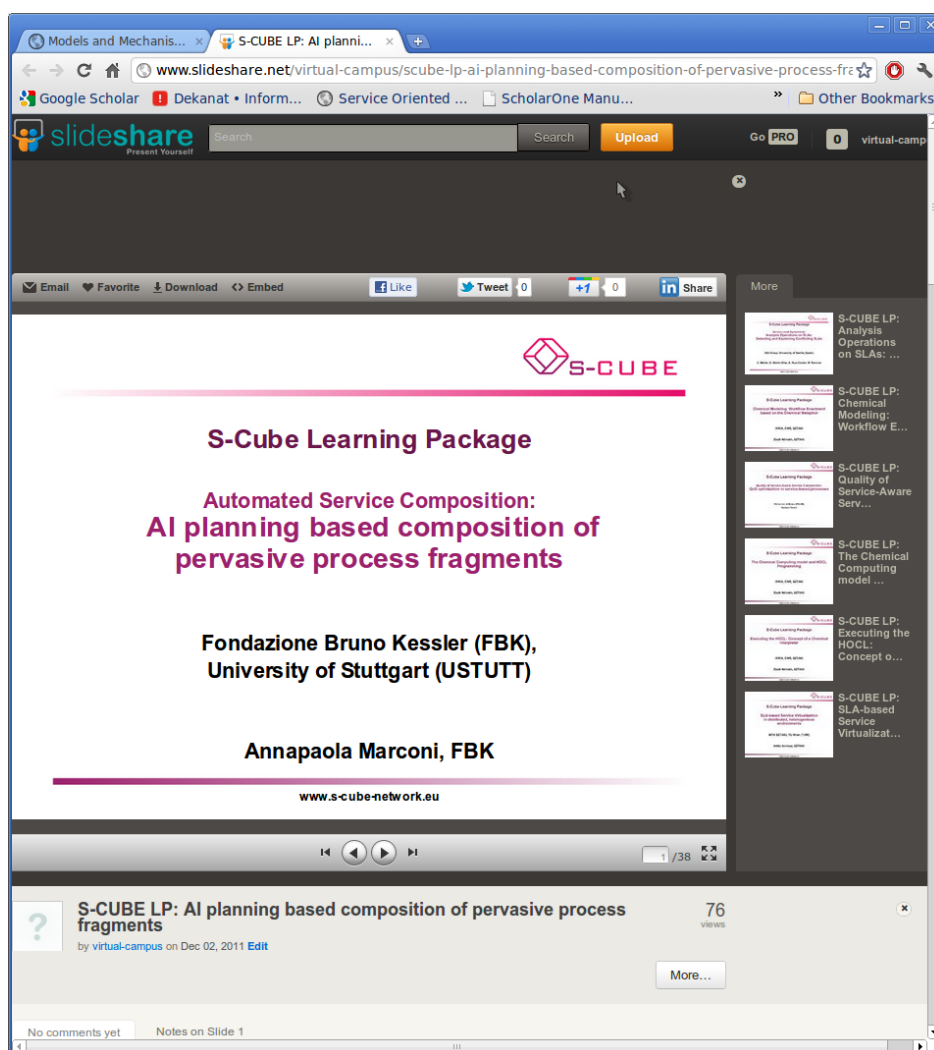 Models and Mechanis...
S-CUBE LP: AI planni...
www.slideshare.net/virtual-campus/scube-lp-ai-planning-based-composition-of-pervasive-process-fra
Google Scholar
Dekanat • Inform...
Service Oriented ...
ScholarOne Manu...
»
Other Bookmarks
slideshare
Present Yourself
Search
Search
Upload
Go PRO
0
virtual-camp
Email
Favorite
Download
Embed
Like
Tweet 0
+1 0
in Share
More
S-CUBE
S-Cube Learning Package
Automated Service Composition:
AI planning based composition of
pervasive process fragments
Fondazione Bruno Kessler (FBK),
University of Stuttgart (USTUTT)
Annapaola Marconi, FBK
www.s-cube-network.eu
S-CUBE LP:
Analysis
Operations
on SLAs: ...
S-CUBE LP:
Chemical
Modeling:
Workflow E...
S-CUBE LP:
Quality of
Service-Aware
Serv...
S-CUBE LP:
The Chemical
Computing
model ...
S-CUBE LP:
Executing the
HOCL:
Concept o...
S-CUBE LP:
SLA-based
Service
Virtualizat...
1 /38
S-CUBE LP: AI planning based composition of pervasive process
fragments
by virtual-campus on Dec 02, 2011 Edit
76
views
More...
No comments yet
Notes on Slide 1